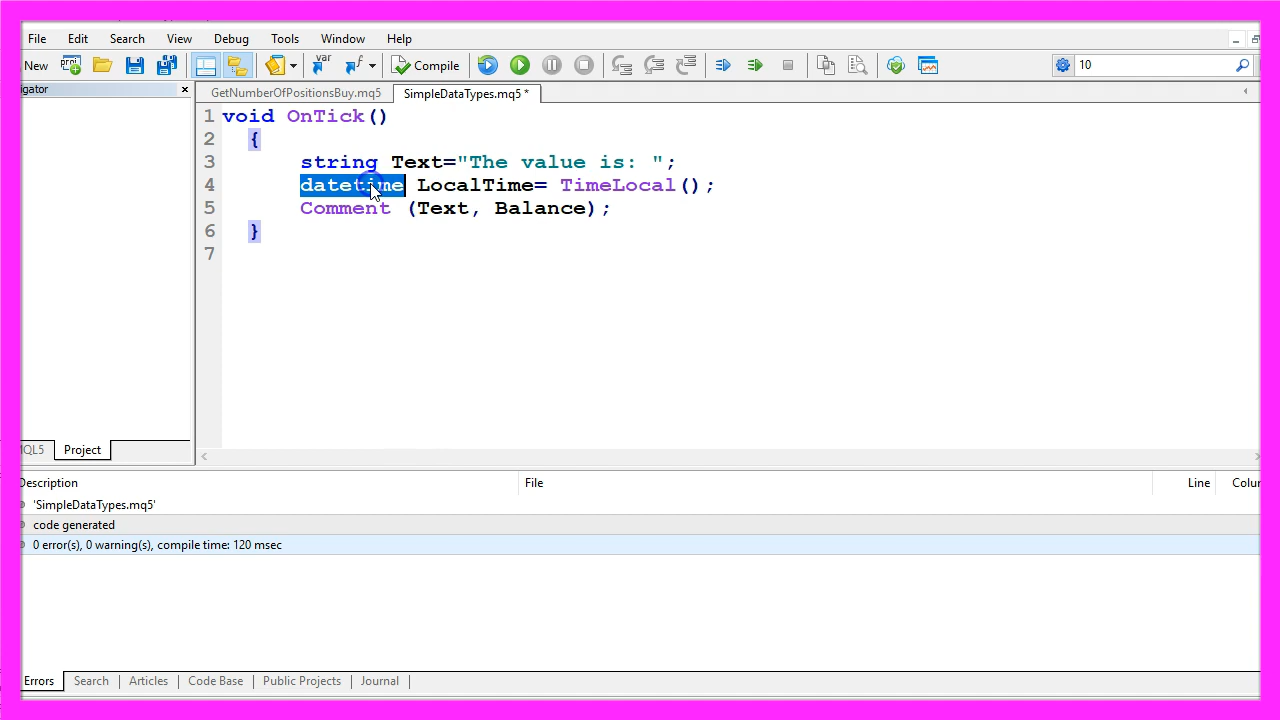 File Edit Search View Debug Tools Window Help
New Compile 10
igator
GetNumberOfPositionsBuy.mq5 SimpleDataTypes.mq5 *
1 void OnTick()
2 {
3 string Text="The value is: ";
4 datetime LocalTime= TimeLocal();
5 Comment (Text, Balance);
6 }
7
MQL5 Project
Description File Line Colur
'SimpleDataTypes.mq5'
code generated
0 error(s), 0 warning(s), compile time: 120 msec
Errors Search Articles Code Base Public Projects Journal